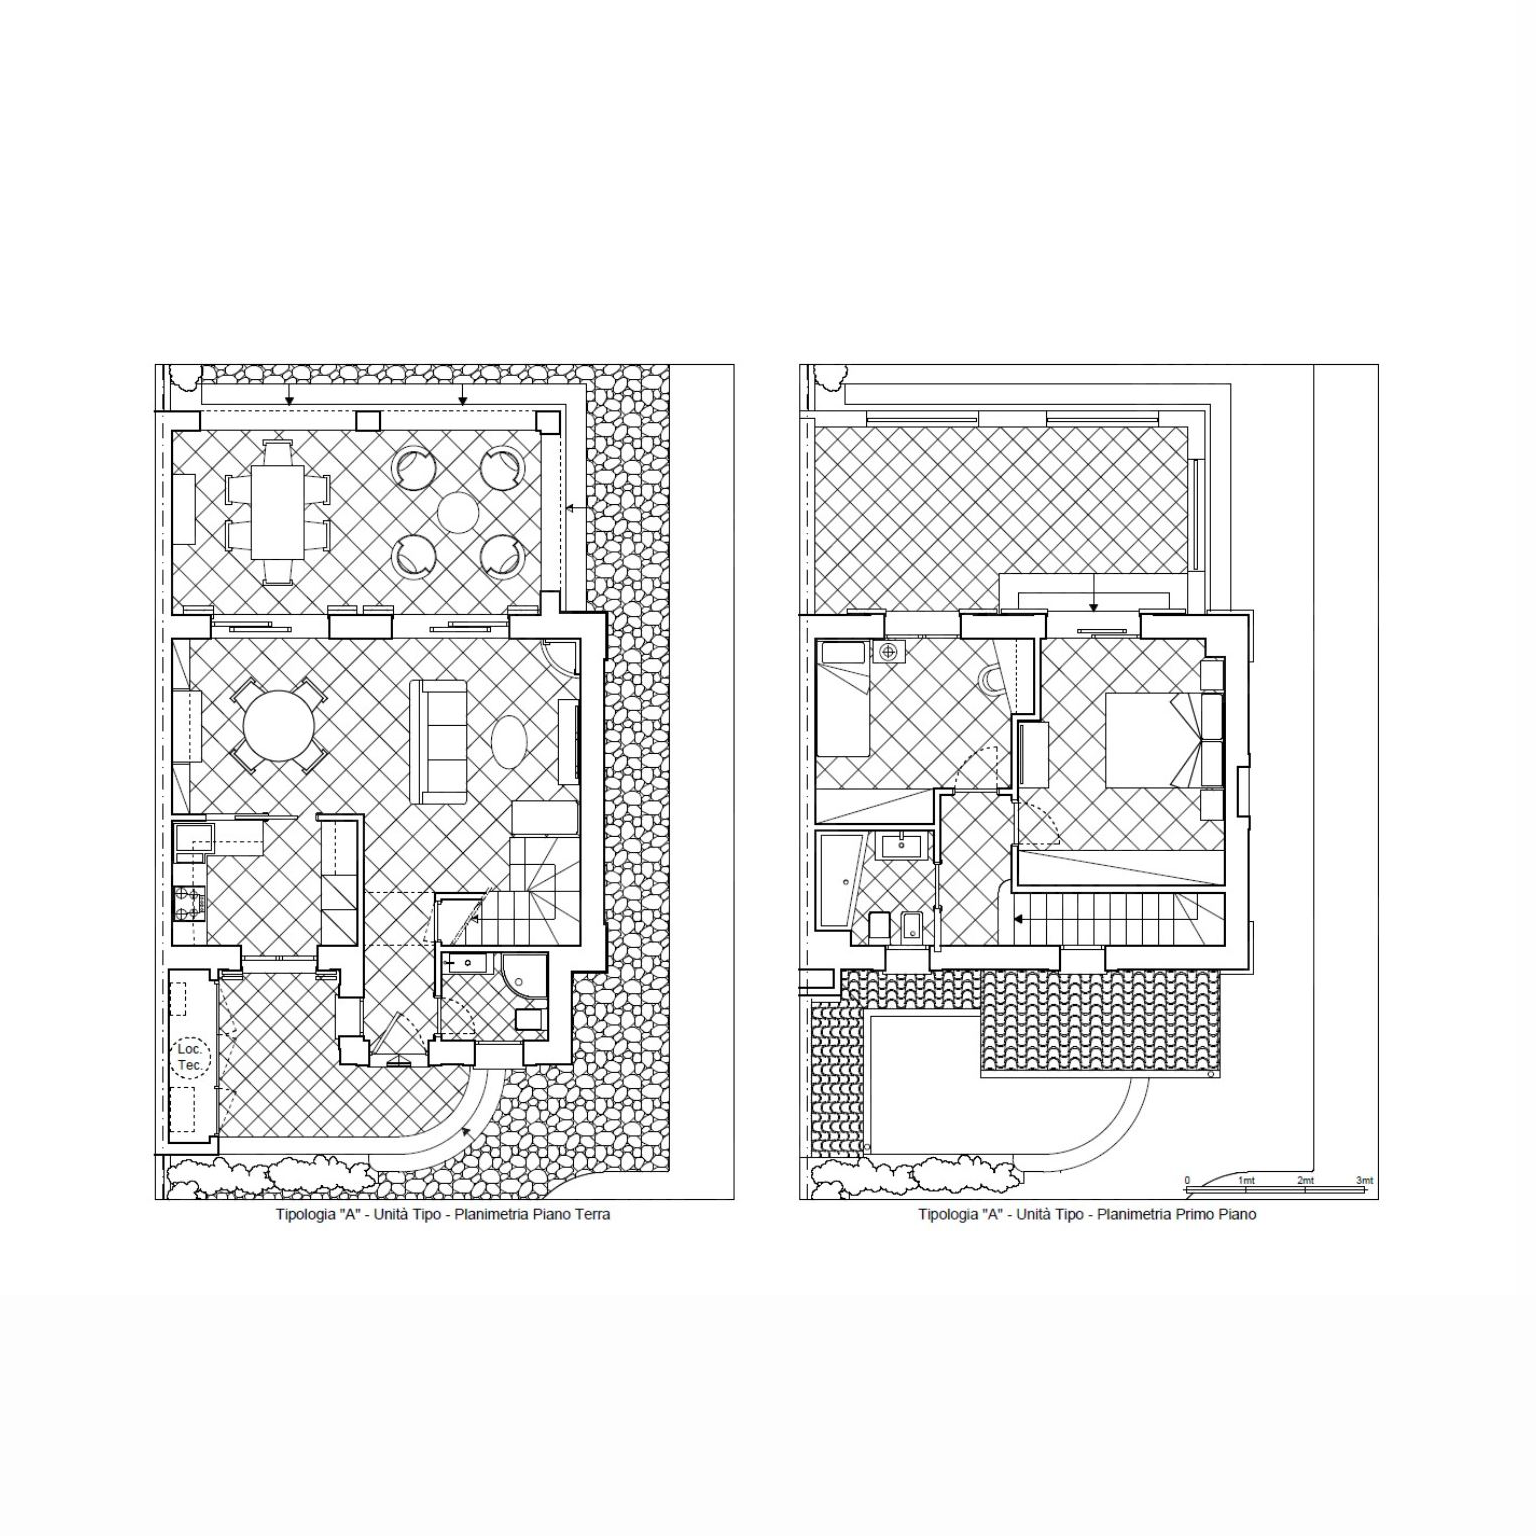 Loc.
Tec.
0 1mt 2mt 3mt
Tipologia "A" - Unità Tipo - Planimetria Piano Terra
Tipologia "A" - Unità Tipo - Planimetria Primo Piano